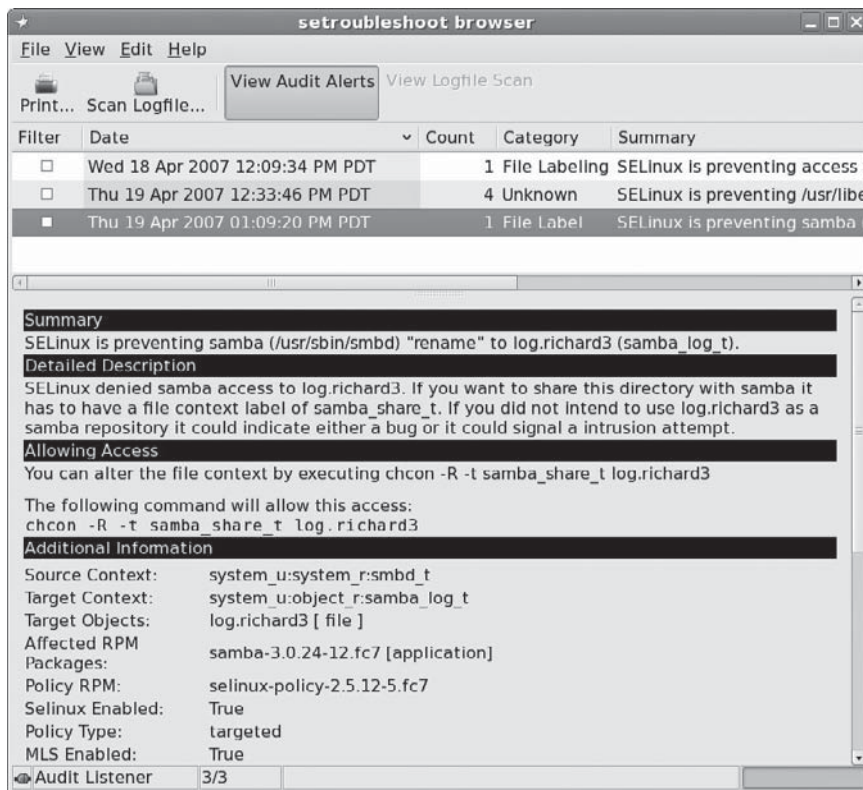 setroubleshoot browser
File View Edit Help
Print... Scan Logfile... View Audit Alerts View Logfile Scan
Filter Date Count Category Summary
Wed 18 Apr 2007 12:09:34 PM PDT 1 File Labeling SELinux is preventing access
Thu 19 Apr 2007 12:33:46 PM PDT 4 Unknown SELinux is preventing /usr/libe
Thu 19 Apr 2007 01:09:20 PM PDT 1 File Label SELinux is preventing samba
Summary
SELinux is preventing samba (/usr/sbin/smbd) "rename" to log.richard3 (samba_log_t).
Detailed Description
SELinux denied samba access to log.richard3. If you want to share this directory with samba it
has to have a file context label of samba_share_t. If you did not intend to use log.richard3 as a
samba repository it could indicate either a bug or it could signal a intrusion attempt.
Allowing Access
You can alter the file context by executing chcon -R -t samba_share_t log.richard3
The following command will allow this access:
chcon -R -t samba_share_t log.richard3
Additional Information
Source Context: system_u:system_r:smbd_t
Target Context: system_u:object_r:samba_log_t
Target Objects: log.richard3 [ file ]
Affected RPM
Packages: samba-3.0.24-12.fc7 [application]
Policy RPM: selinux-policy-2.5.12-5.fc7
Selinux Enabled: True
Policy Type: targeted
MLS Enabled: True
Audit Listener 3/3